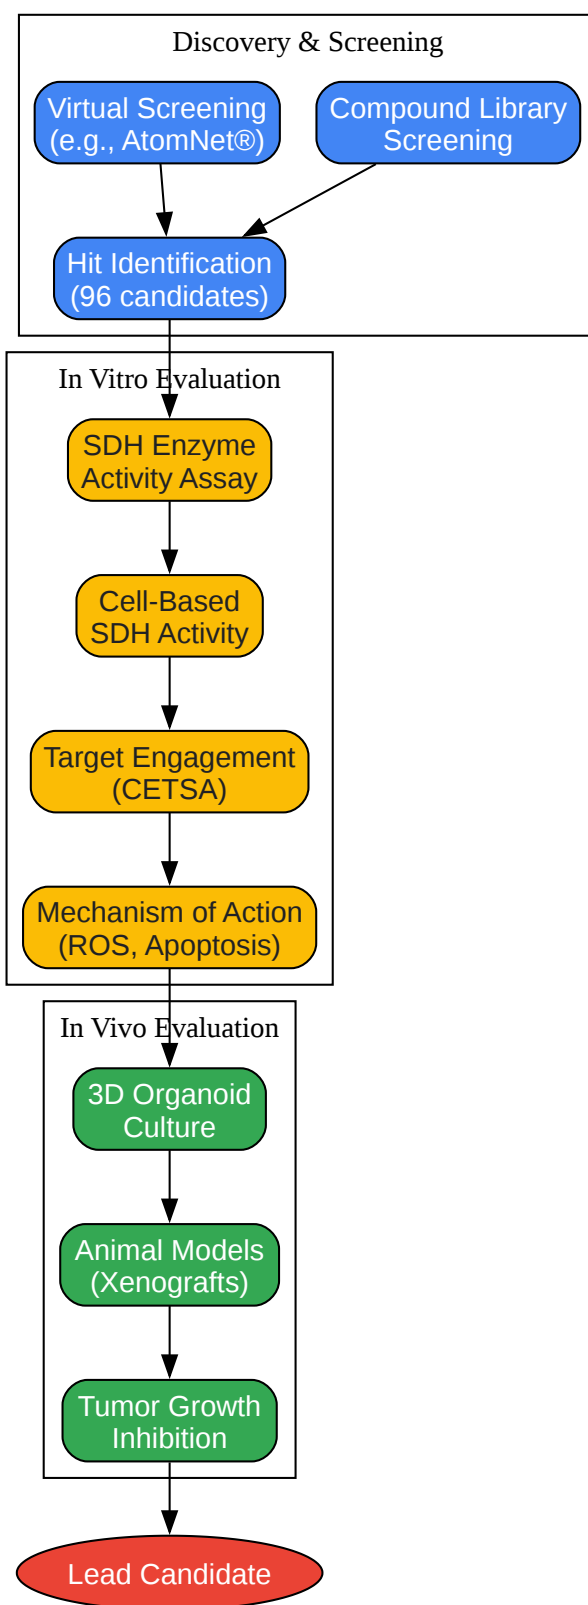 Discovery & Screening
Virtual Screening
(e.g., AtomNet®)
Compound Library
Screening
Hit Identification
(96 candidates)
In Vitro Evaluation
SDH Enzyme
Activity Assay
Cell-Based
SDH Activity
Target Engagement
(CETSA)
Mechanism of Action
(ROS, Apoptosis)
In Vivo Evaluation
3D Organoid
Culture
Animal Models
(Xenografts)
Tumor Growth
Inhibition
Lead Candidate